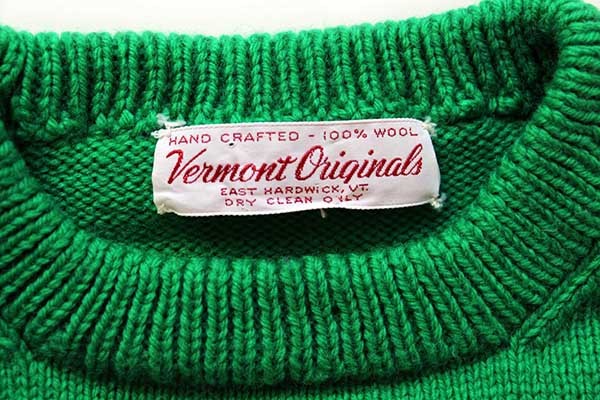 HAND CRAFTED - 100% WOOL
Vermont Originals
EAST HARDWICK, VT.
DRY CLEAN ONLY